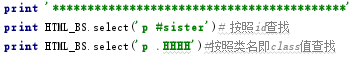 print '******************************************'
print HTML_BS.select('p #sister')# 按照id查找
print HTML_BS.select('p .HHHH')#按照类名即class值查找